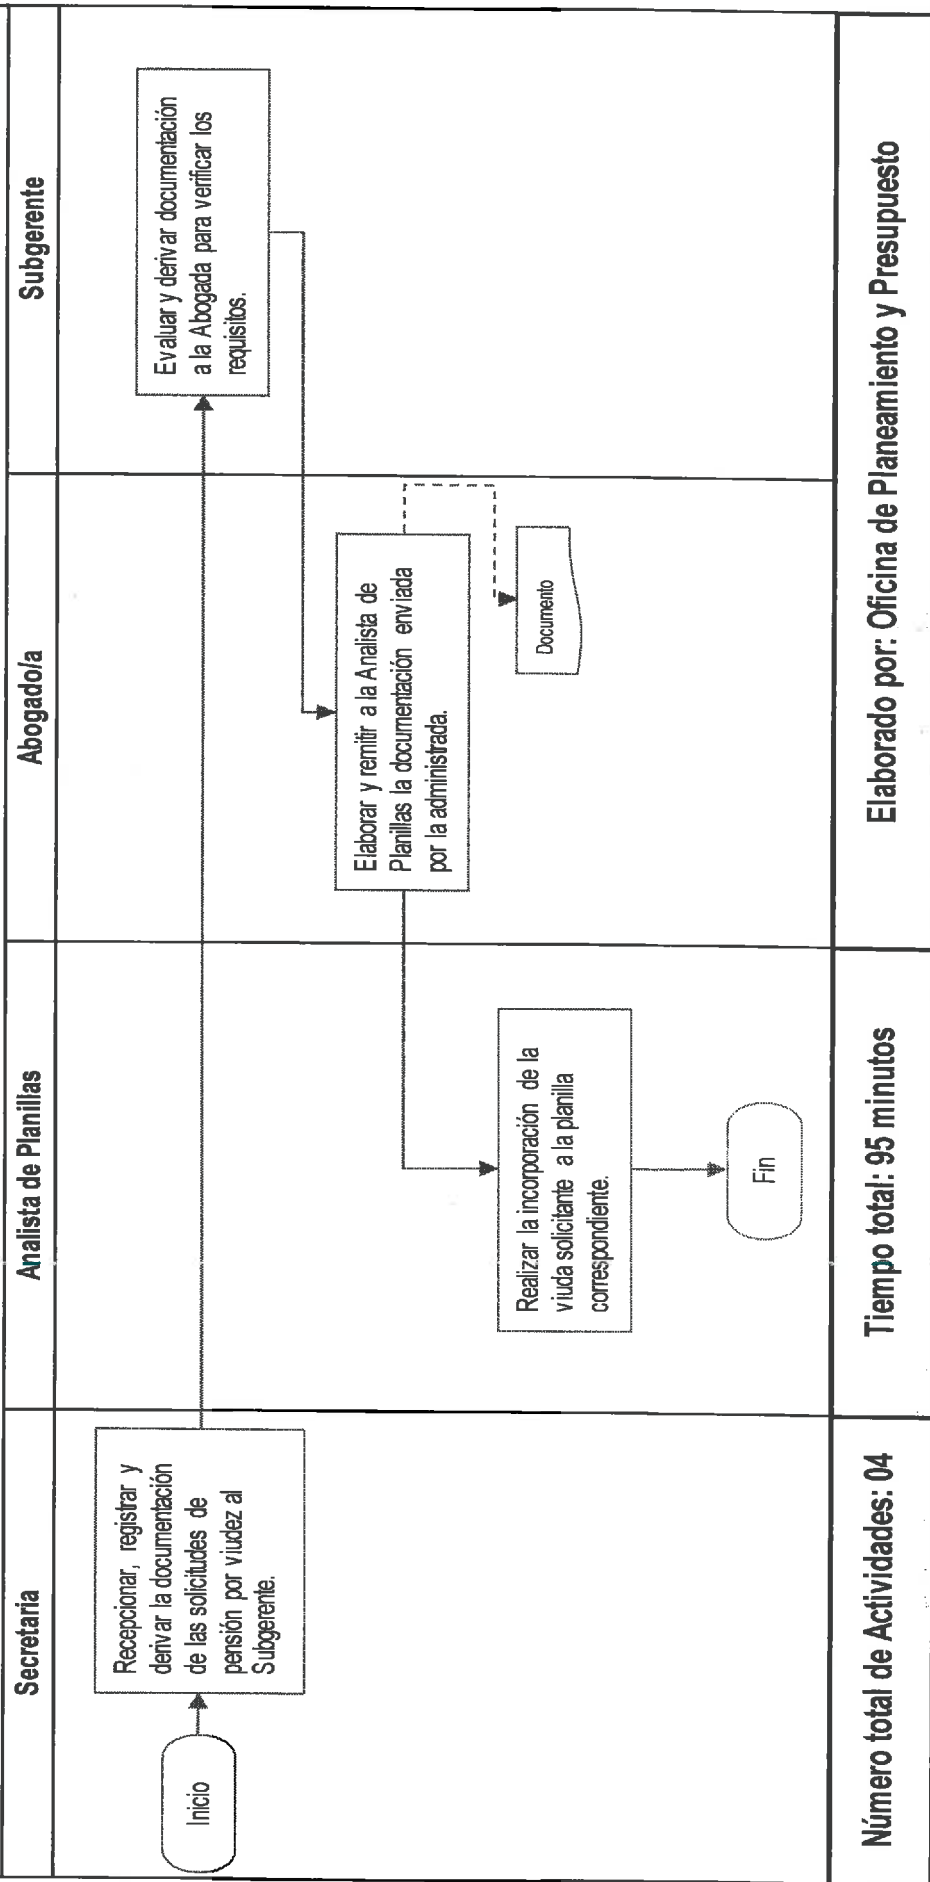 Secretaria
Analista de Planillas
Abogado/a
Subgerente
Inicio
Recepcionar, registrar y
derivar la documentación
de las solicitudes de
pensión por viudez al
Subgerente.
Evaluar y derivar documentación
a la Abogada para verificar los
requisitos.
Elaborar y remitir a la Analista de
Planillas la documentación enviada
por la administrada.
Documento
Realizar la incorporación de la
viuda solicitante a la planilla
correspondiente.
Fin
Número total de Actividades: 04
Tiempo total: 95 minutos
Elaborado por: Oficina de Planeamiento y Presupuesto